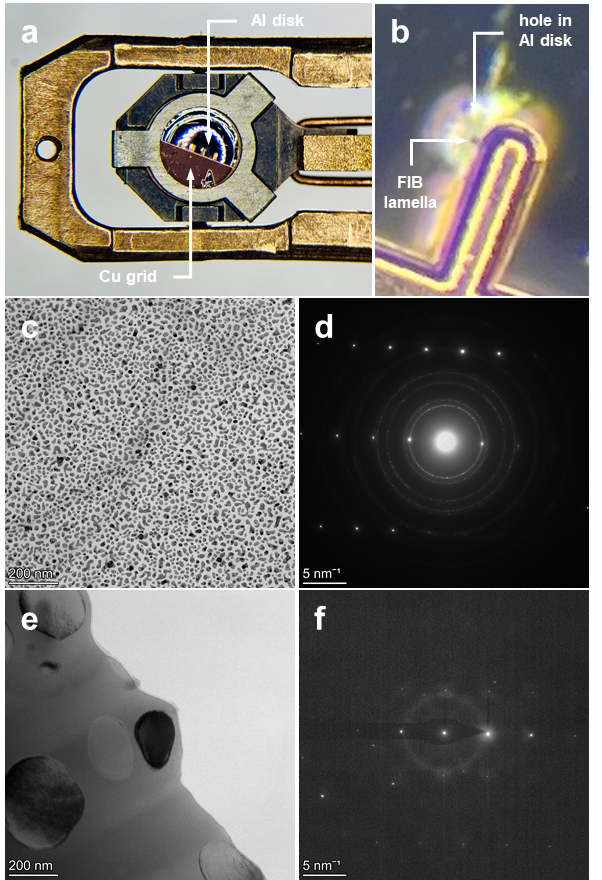 a
Al disk
Cu grid
b
hole in
Al disk
FIB
lamella
c
200 nm
d
5 nm⁻¹
e
200 nm
f
5 nm⁻¹